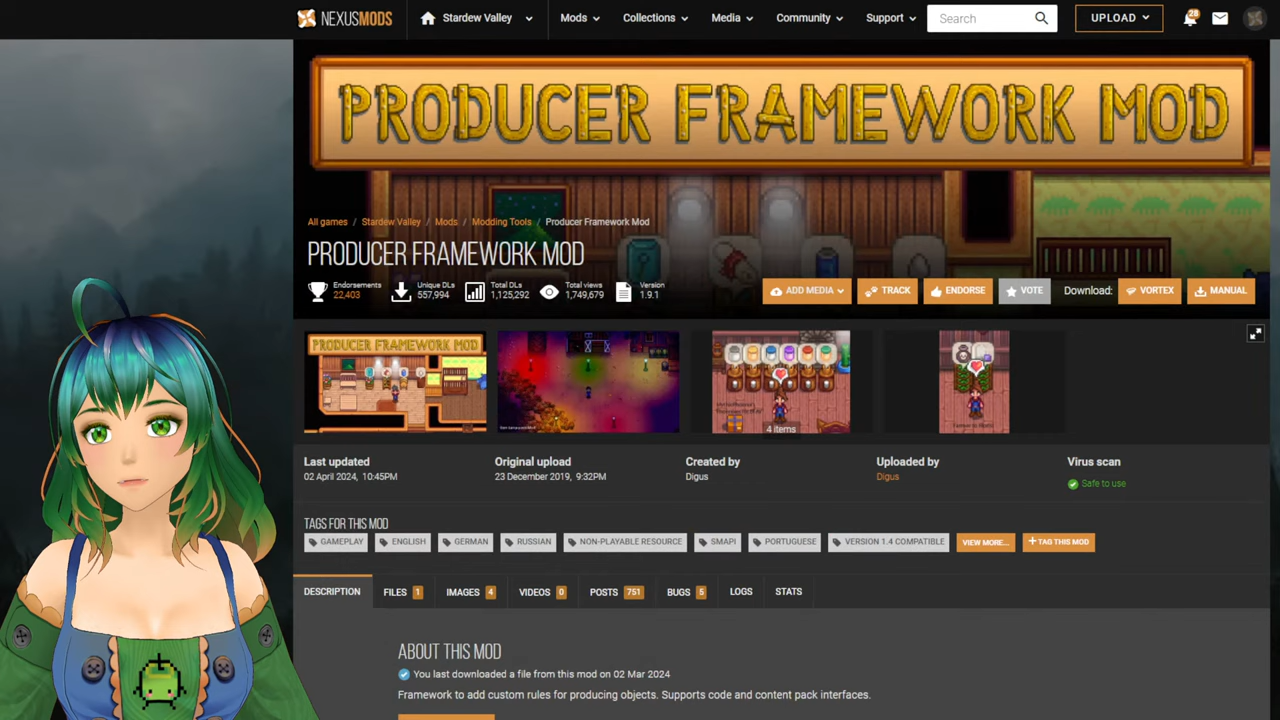 NEXUSMODS
Stardew Valley
Mods
Collections
Media
Community
Support
Search
UPLOAD
28
PRODUCER FRAMEWORK MOD
All games / Stardew Valley / Mods / Modding Tools / Producer Framework Mod
PRODUCER FRAMEWORK MOD
Endorsements
22,403
Unique DLs
557,994
Total DLs
1,125,292
Total views
1,749,679
Version
1.9.1
ADD MEDIA
TRACK
ENDORSE
VOTE
Download:
VORTEX
MANUAL
PRODUCER FRAMEWORK MOD
4 items
Last updated
02 April 2024, 10:45PM
Original upload
23 December 2019, 9:32PM
Created by
Digus
Uploaded by
Digus
Virus scan
Safe to use
TAGS FOR THIS MOD
GAMEPLAY
ENGLISH
GERMAN
RUSSIAN
NON-PLAYABLE RESOURCE
SMAPI
PORTUGUESE
VERSION 1.4 COMPATIBLE
VIEW MORE...
+ TAG THIS MOD
DESCRIPTION
FILES 1
IMAGES 4
VIDEOS 0
POSTS 751
BUGS 5
LOGS
STATS
ABOUT THIS MOD
You last downloaded a file from this mod on 02 Mar 2024
Framework to add custom rules for producing objects. Supports code and content pack interfaces.